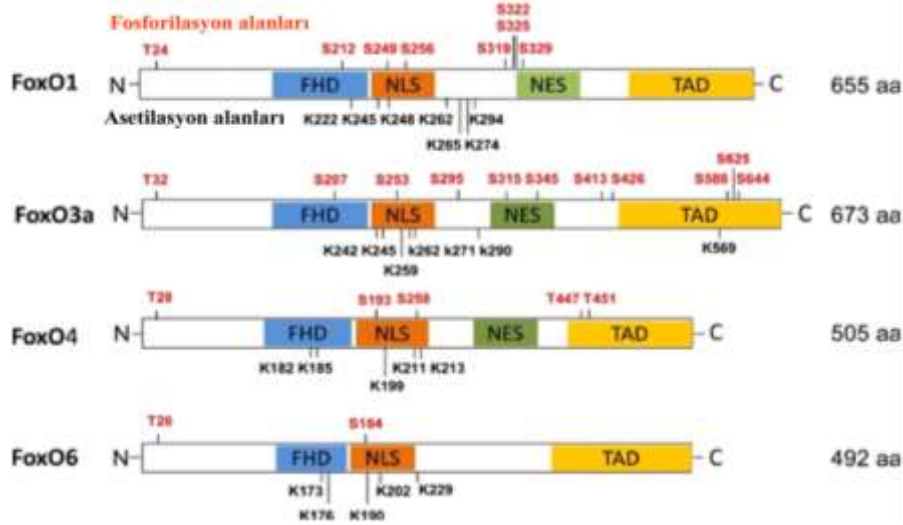 S322
Fosforilasyon alanları S325
T24 S212 S249 S256 S319 S329
FoxO1 N FHD NLS NES TAD C 655 aa
Asetilasyon alanları K222 K245 K248 K262 K294
K265 K274
S625
T32 S207 S253 S295 S315 S345 S413 S426 S588 S644
FoxO3a N FHD NLS NES TAD C 673 aa
K242 K245 k262 k271 k290 K569
K259
T28 S193 S258 T447 T451
FoxO4 N FHD NLS NES TAD C 505 aa
K182 K185 K211 K213
K199
T26 S184
FoxO6 N FHD NLS TAD C 492 aa
K173 K202 K229
K176 K190